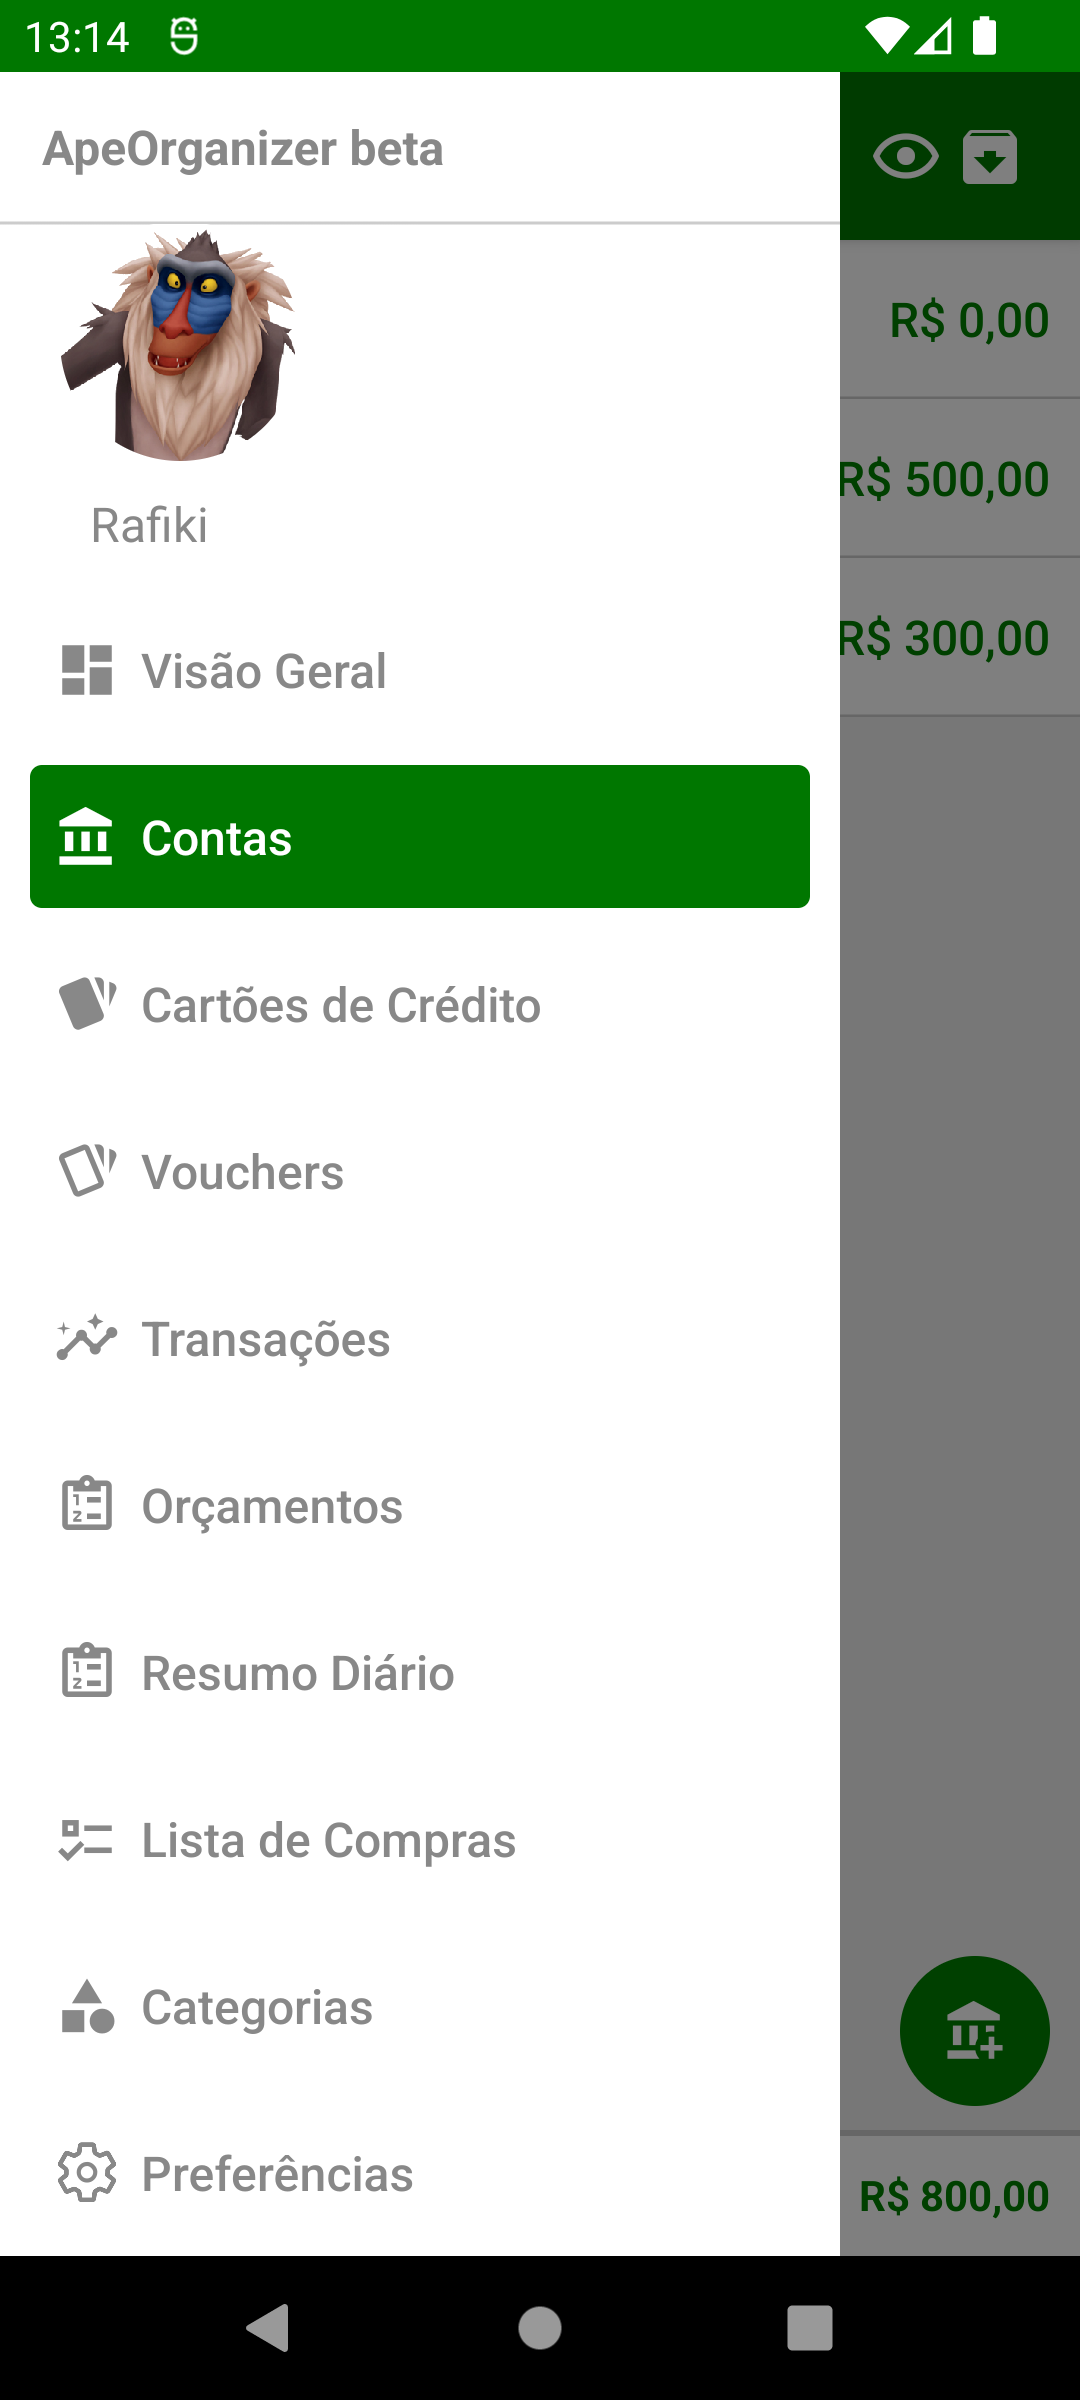 13:14
ApeOrganizer beta
Rafiki
Visão Geral
Contas
Cartões de Crédito
Vouchers
Transações
Orçamentos
Resumo Diário
Lista de Compras
Categorias
Preferências
R$ 0,00
R$ 500,00
R$ 300,00
R$ 800,00